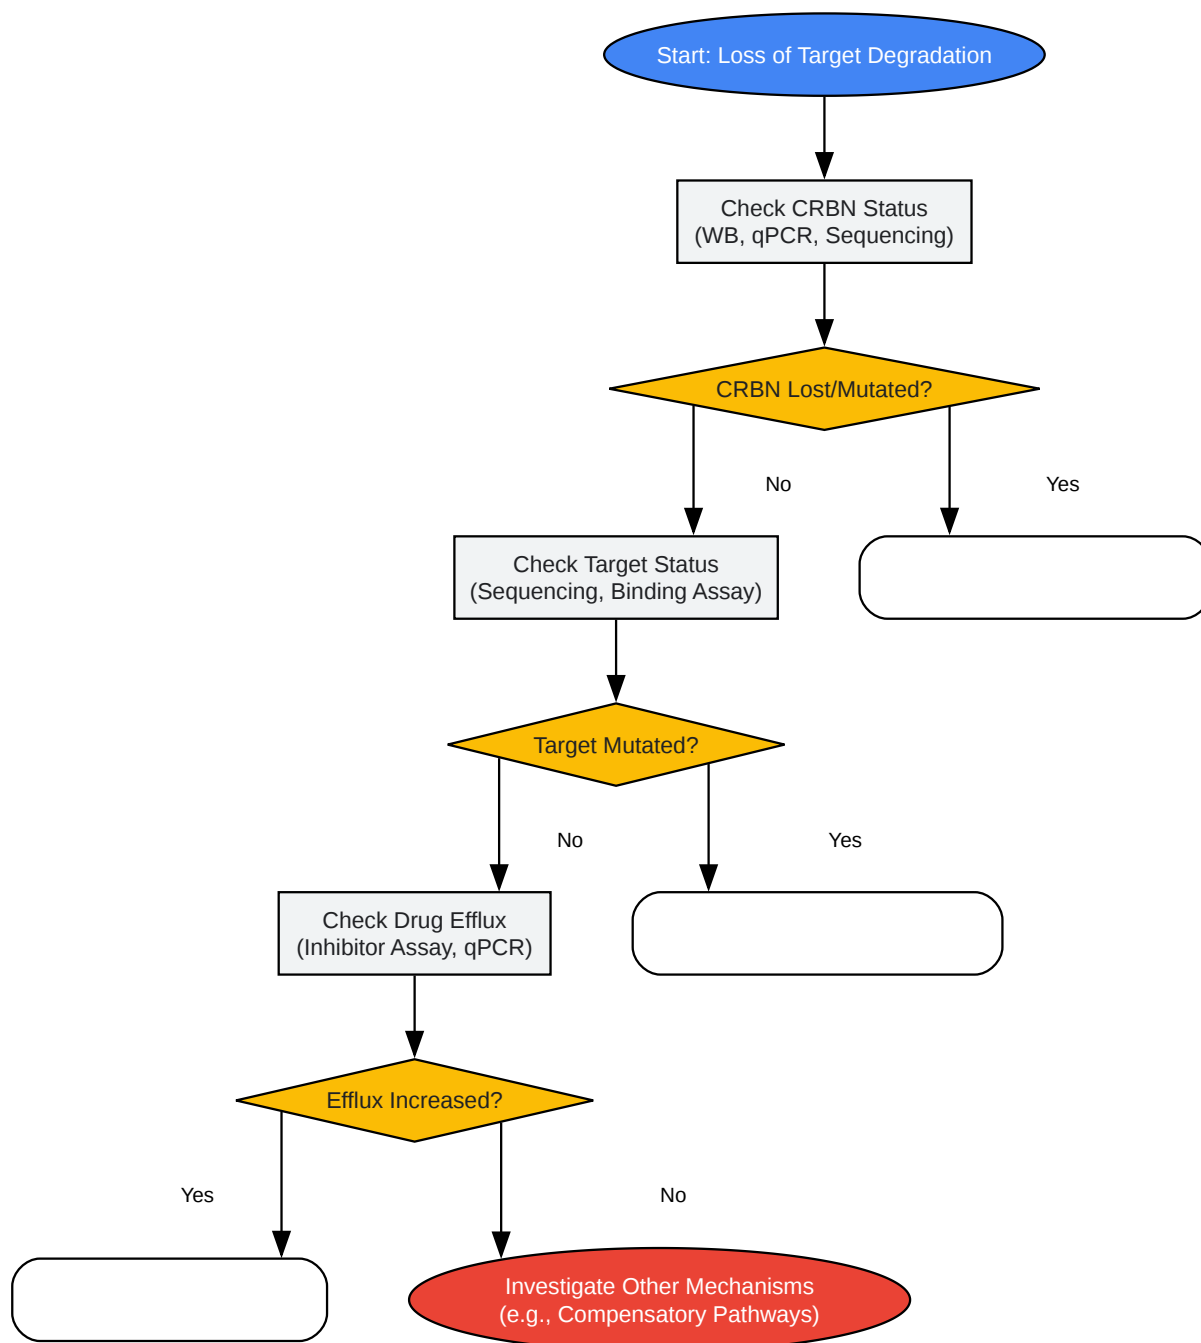 Start: Loss of Target Degradation
Check CRBN Status
(WB, qPCR, Sequencing)
CRBN Lost/Mutated?
No
Yes
Check Target Status
(Sequencing, Binding Assay)
Target Mutated?
No
Yes
Check Drug Efflux
(Inhibitor Assay, qPCR)
Efflux Increased?
Yes
No
Investigate Other Mechanisms
(e.g., Compensatory Pathways)